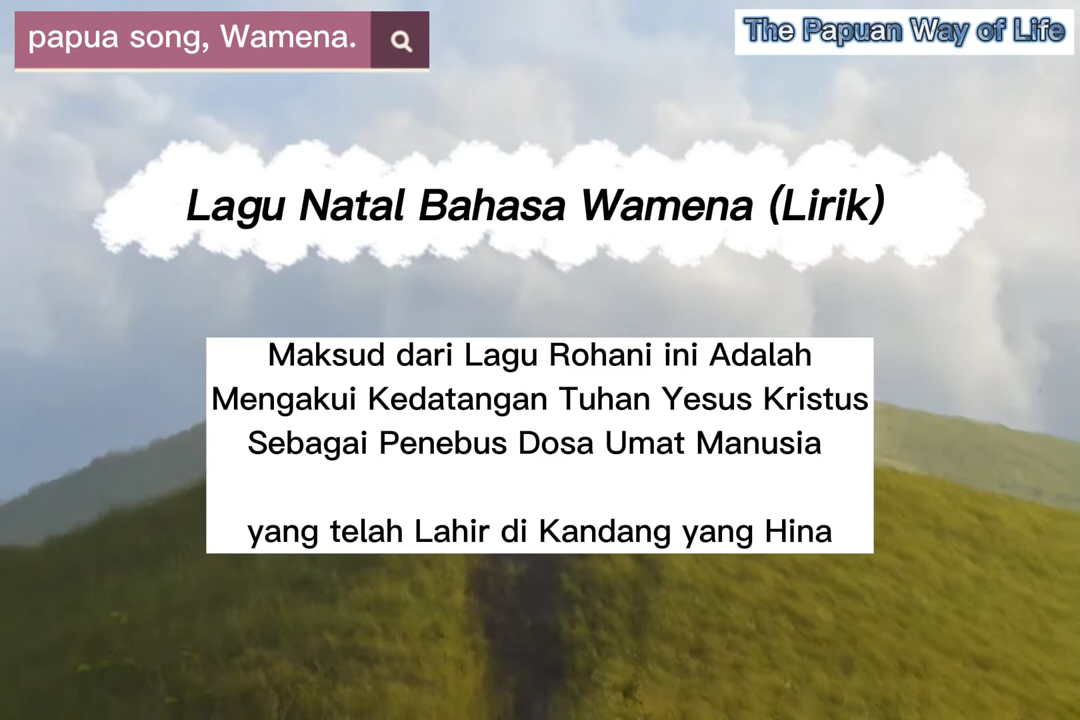 papua song, Wamena.
The Papuan Way of Life
Lagu Natal Bahasa Wamena (Lirik)
Maksud dari Lagu Rohani ini Adalah
Mengakui Kedatangan Tuhan Yesus Kristus
Sebagai Penebus Dosa Umat Manusia
yang telah Lahir di Kandang yang Hina